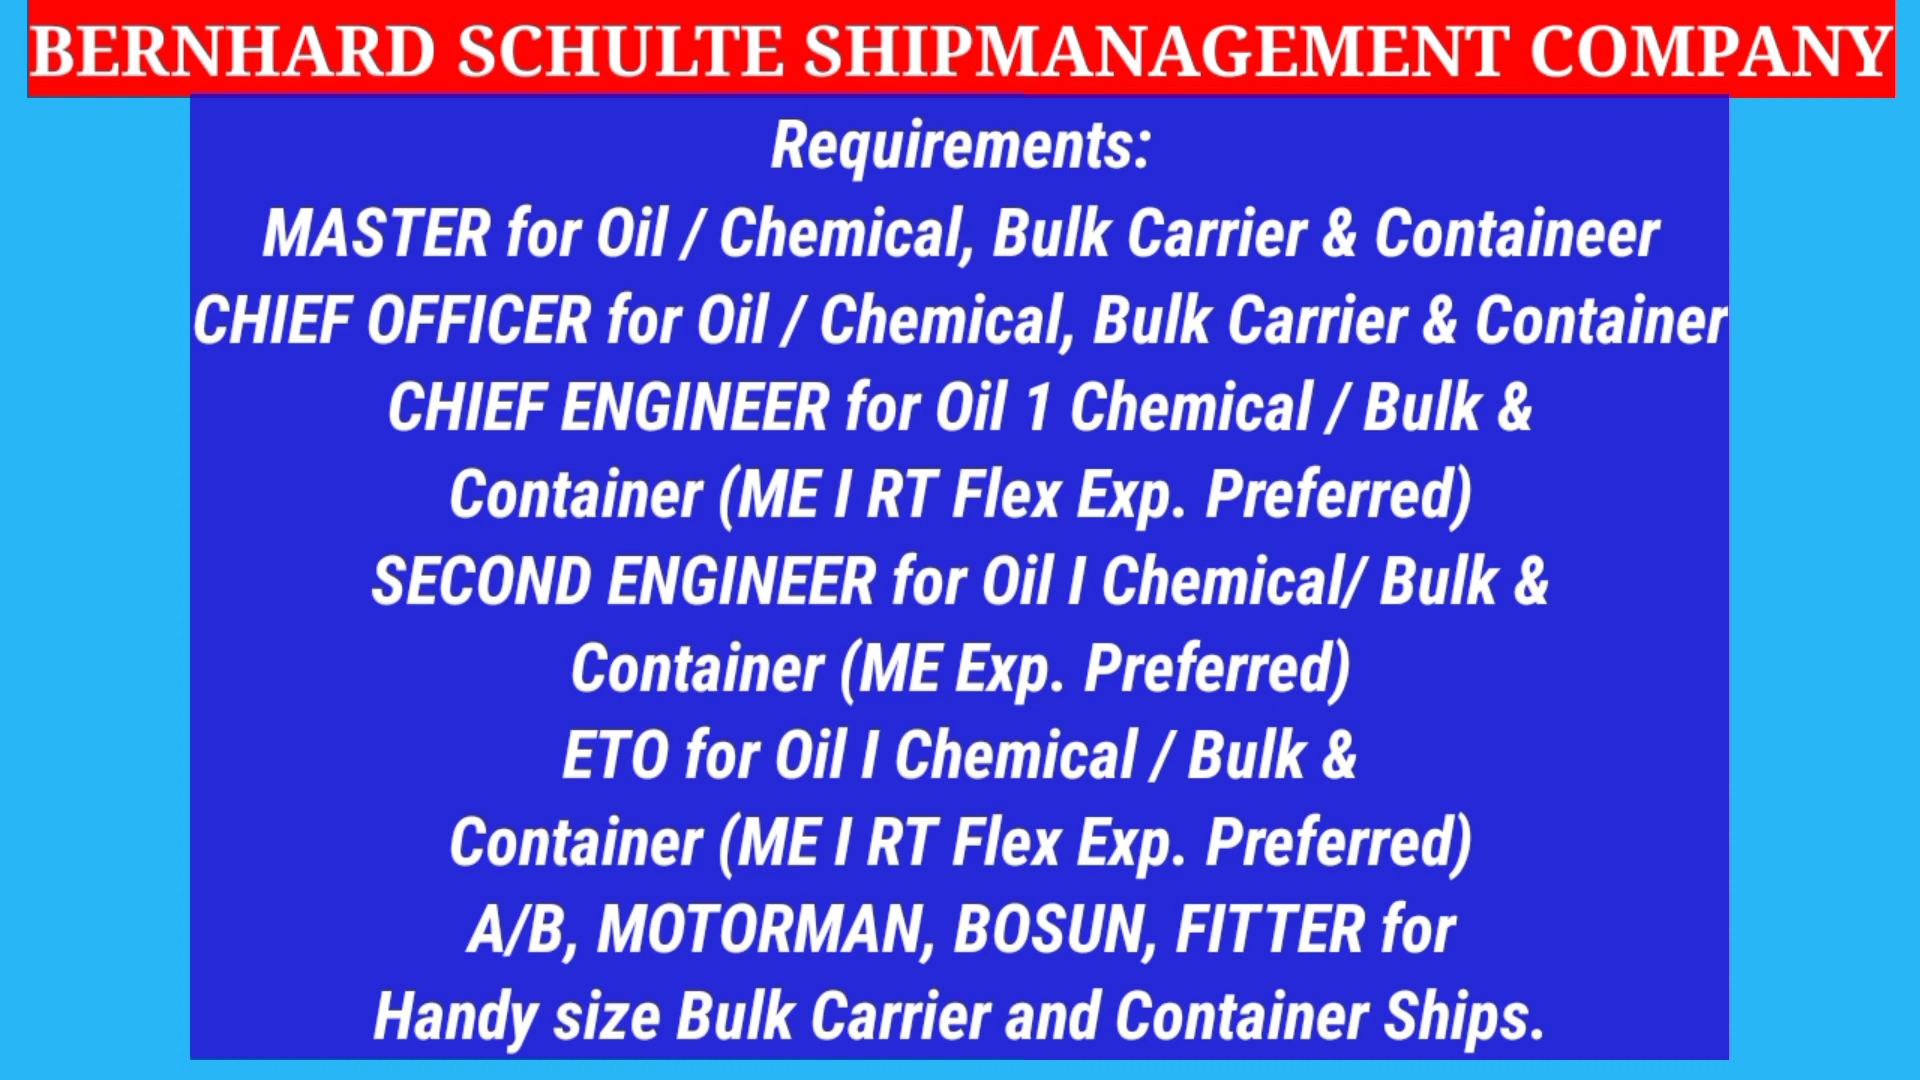 BERNHARD SCHULTE SHIPMANAGEMENT COMPANY
Requirements:
MASTER for Oil / Chemical, Bulk Carrier & Containeer
CHIEF OFFICER for Oil / Chemical, Bulk Carrier & Container
CHIEF ENGINEER for Oil 1 Chemical / Bulk &
Container (ME I RT Flex Exp. Preferred)
SECOND ENGINEER for Oil I Chemical/ Bulk &
Container (ME Exp. Preferred)
ETO for Oil I Chemical / Bulk &
Container (ME I RT Flex Exp. Preferred)
A/B, MOTORMAN, BOSUN, FITTER for
Handy size Bulk Carrier and Container Ships.